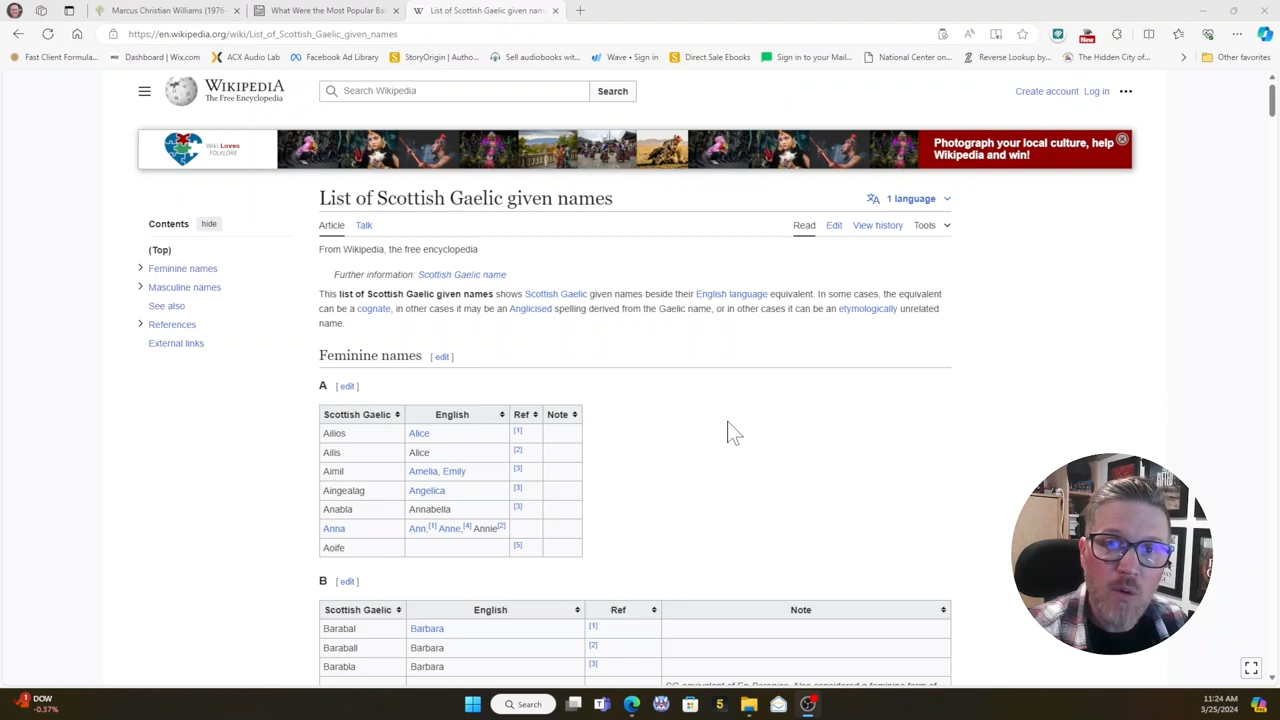 Marcus Christian Williams (1976-
What Were the Most Popular Ba
List of Scottish Gaelic given nam
https://en.wikipedia.org/wiki/List_of_Scottish_Gaelic_given_names
New
Fast Client Formula...
Dashboard | Wix.com
ACX Audio Lab
Facebook Ad Library
StoryOrigin | Autho...
Sell audiobooks wit...
Wave • Sign in
Direct Sale Ebooks
Sign in to your Mail...
National Center on...
Reverse Lookup by...
The Hidden City of...
Other favorites
WIKIPEDIA
The Free Encyclopedia
Search Wikipedia
Search
Create account
Log in
Wiki Loves
FOLKLORE
Photograph your local culture, help
Wikipedia and win!
List of Scottish Gaelic given names
1 language
Contents
hide
(Top)
Feminine names
Masculine names
See also
References
External links
Article
Talk
Read
Edit
View history
Tools
From Wikipedia, the free encyclopedia
Further information: Scottish Gaelic name
This list of Scottish Gaelic given names shows Scottish Gaelic given names beside their English language equivalent. In some cases, the equivalent
can be a cognate, in other cases it may be an Anglicised spelling derived from the Gaelic name, or in other cases it can be an etymologically unrelated
name.
Feminine names [ edit ]
A [ edit ]
Scottish Gaelic English Ref Note
Ailios Alice [1]
Ailis Alice [2]
Aimil Amelia, Emily [3]
Aingealag Angelica [3]
Anabla Annabella [3]
Anna Ann,[1] Anne,[4] Annie[2]
Aoife [5]
B [ edit ]
Scottish Gaelic English Ref Note
Barabal Barbara [1]
Baraball Barbara [2]
Barabla Barbara [3]
DOW
-0.37%
Search
11:24 AM
3/25/2024